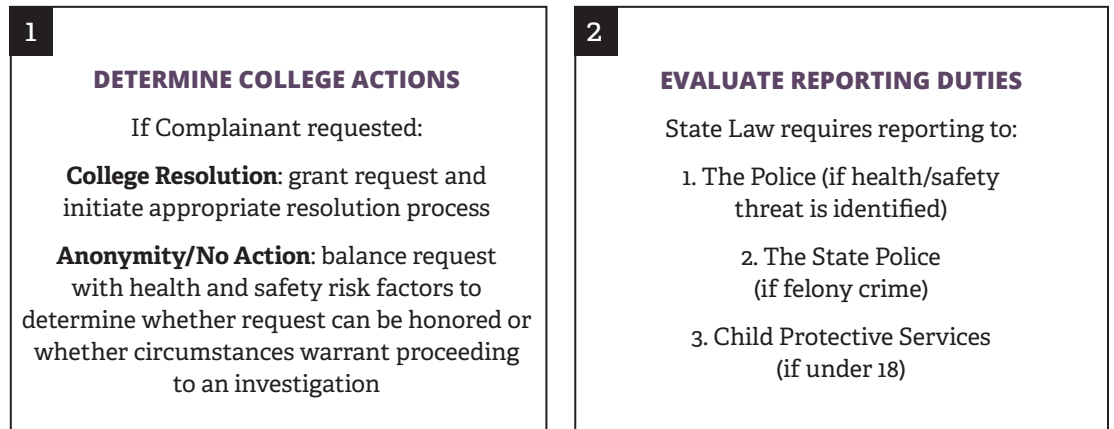 1
DETERMINE COLLEGE ACTIONS
If Complainant requested:
College Resolution: grant request and
initiate appropriate resolution process
Anonymity/No Action: balance request
with health and safety risk factors to
determine whether request can be honored or
whether circumstances warrant proceeding
to an investigation
2
EVALUATE REPORTING DUTIES
State Law requires reporting to:
1. The Police (if health/safety
threat is identified)
2. The State Police
(if felony crime)
3. Child Protective Services
(if under 18)